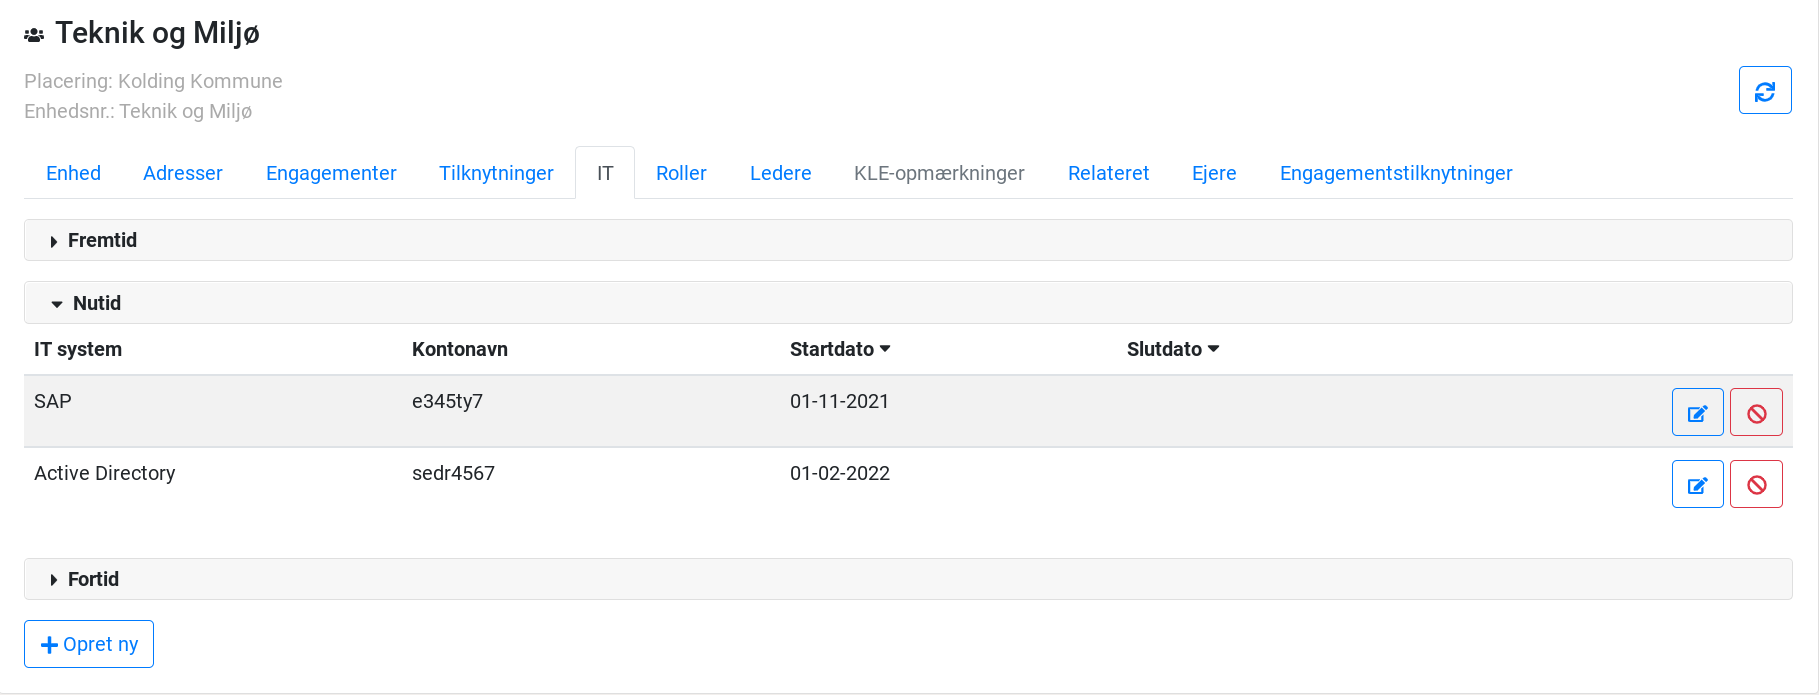 Teknik og Miljø
Placering: Kolding Kommune
Enhedsnr.: Teknik og Miljø
Enhed Adresser Engagementer Tilknytninger IT Roller Ledere KLE-opmærkninger Relateret Ejere Engagementstilknytninger
Fremtid
Nutid
IT system Kontonavn Startdato Slutdato
SAP e345ty7 01-11-2021
Active Directory sedr4567 01-02-2022
Fortid
Opret ny